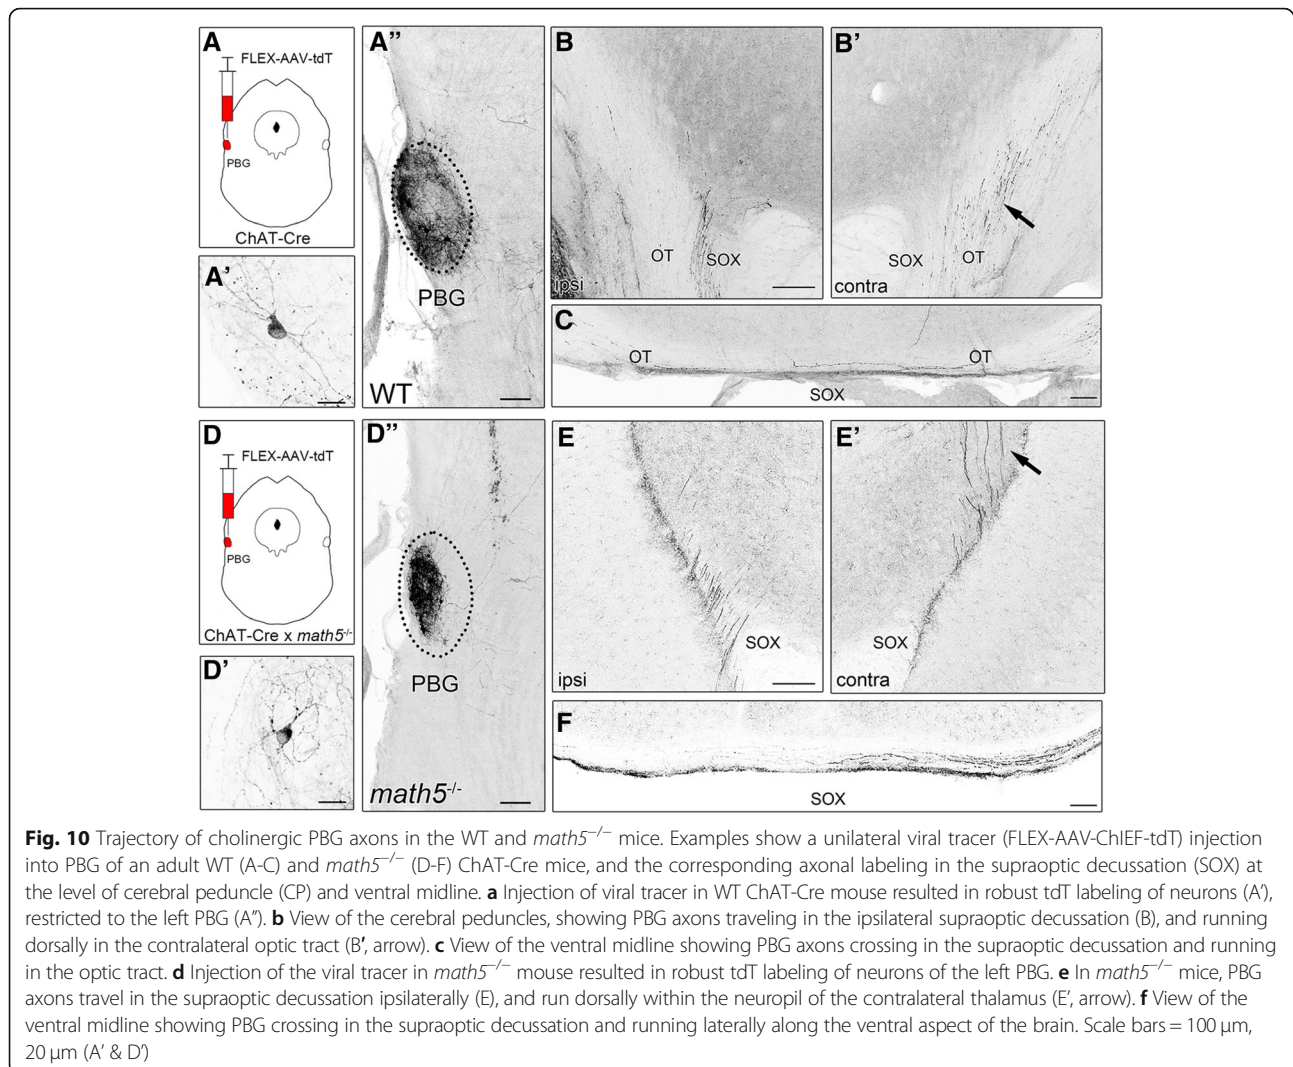 A
FLEX-AAV-tdT
PBG
ChAT-Cre
A'
A"
PBG
WT
B
OT
SOX
ipsi
B'
SOX
OT
contra
C
OT
OT
SOX
D
FLEX-AAV-tdT
PBG
ChAT-Cre x math5-/-
D'
D"
PBG
math5-/-
E
SOX
ipsi
E'
SOX
contra
F
SOX
Fig. 10 Trajectory of cholinergic PBG axons in the WT and math5−/− mice. Examples show a unilateral viral tracer (FLEX-AAV-ChIEF-tdT) injection
into PBG of an adult WT (A-C) and math5−/− (D-F) ChAT-Cre mice, and the corresponding axonal labeling in the supraoptic decussation (SOX) at
the level of cerebral peduncle (CP) and ventral midline. a Injection of viral tracer in WT ChAT-Cre mouse resulted in robust tdT labeling of neurons (A'),
restricted to the left PBG (A"). b View of the cerebral peduncles, showing PBG axons traveling in the ipsilateral supraoptic decussation (B), and running
dorsally in the contralateral optic tract (B', arrow). c View of the ventral midline showing PBG axons crossing in the supraoptic decussation and running
in the optic tract. d Injection of the viral tracer in math5−/− mouse resulted in robust tdT labeling of neurons of the left PBG. e In math5−/− mice, PBG
axons travel in the supraoptic decussation ipsilaterally (E), and run dorsally within the neuropil of the contralateral thalamus (E', arrow). f View of the
ventral midline showing PBG crossing in the supraoptic decussation and running laterally along the ventral aspect of the brain. Scale bars = 100 μm,
20 μm (A' & D')